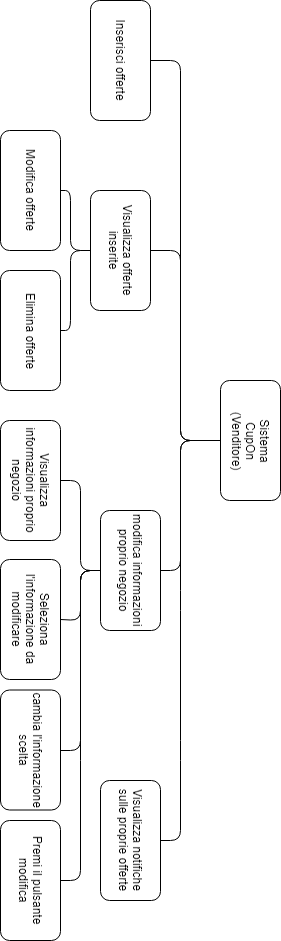 Sistema
CupOn
(Venditore)
Inserisci offerte
Visualizza offerte
inserite
modifica informazioni
proprio negozio
Visualizza notifiche
sulle proprie offerte
Modifica offerte
Elimina offerte
Visualizza
informazioni proprio
negozio
Seleziona
l'informazione da
modificare
cambia l'informazione
scelta
Premi il pulsante
modifica